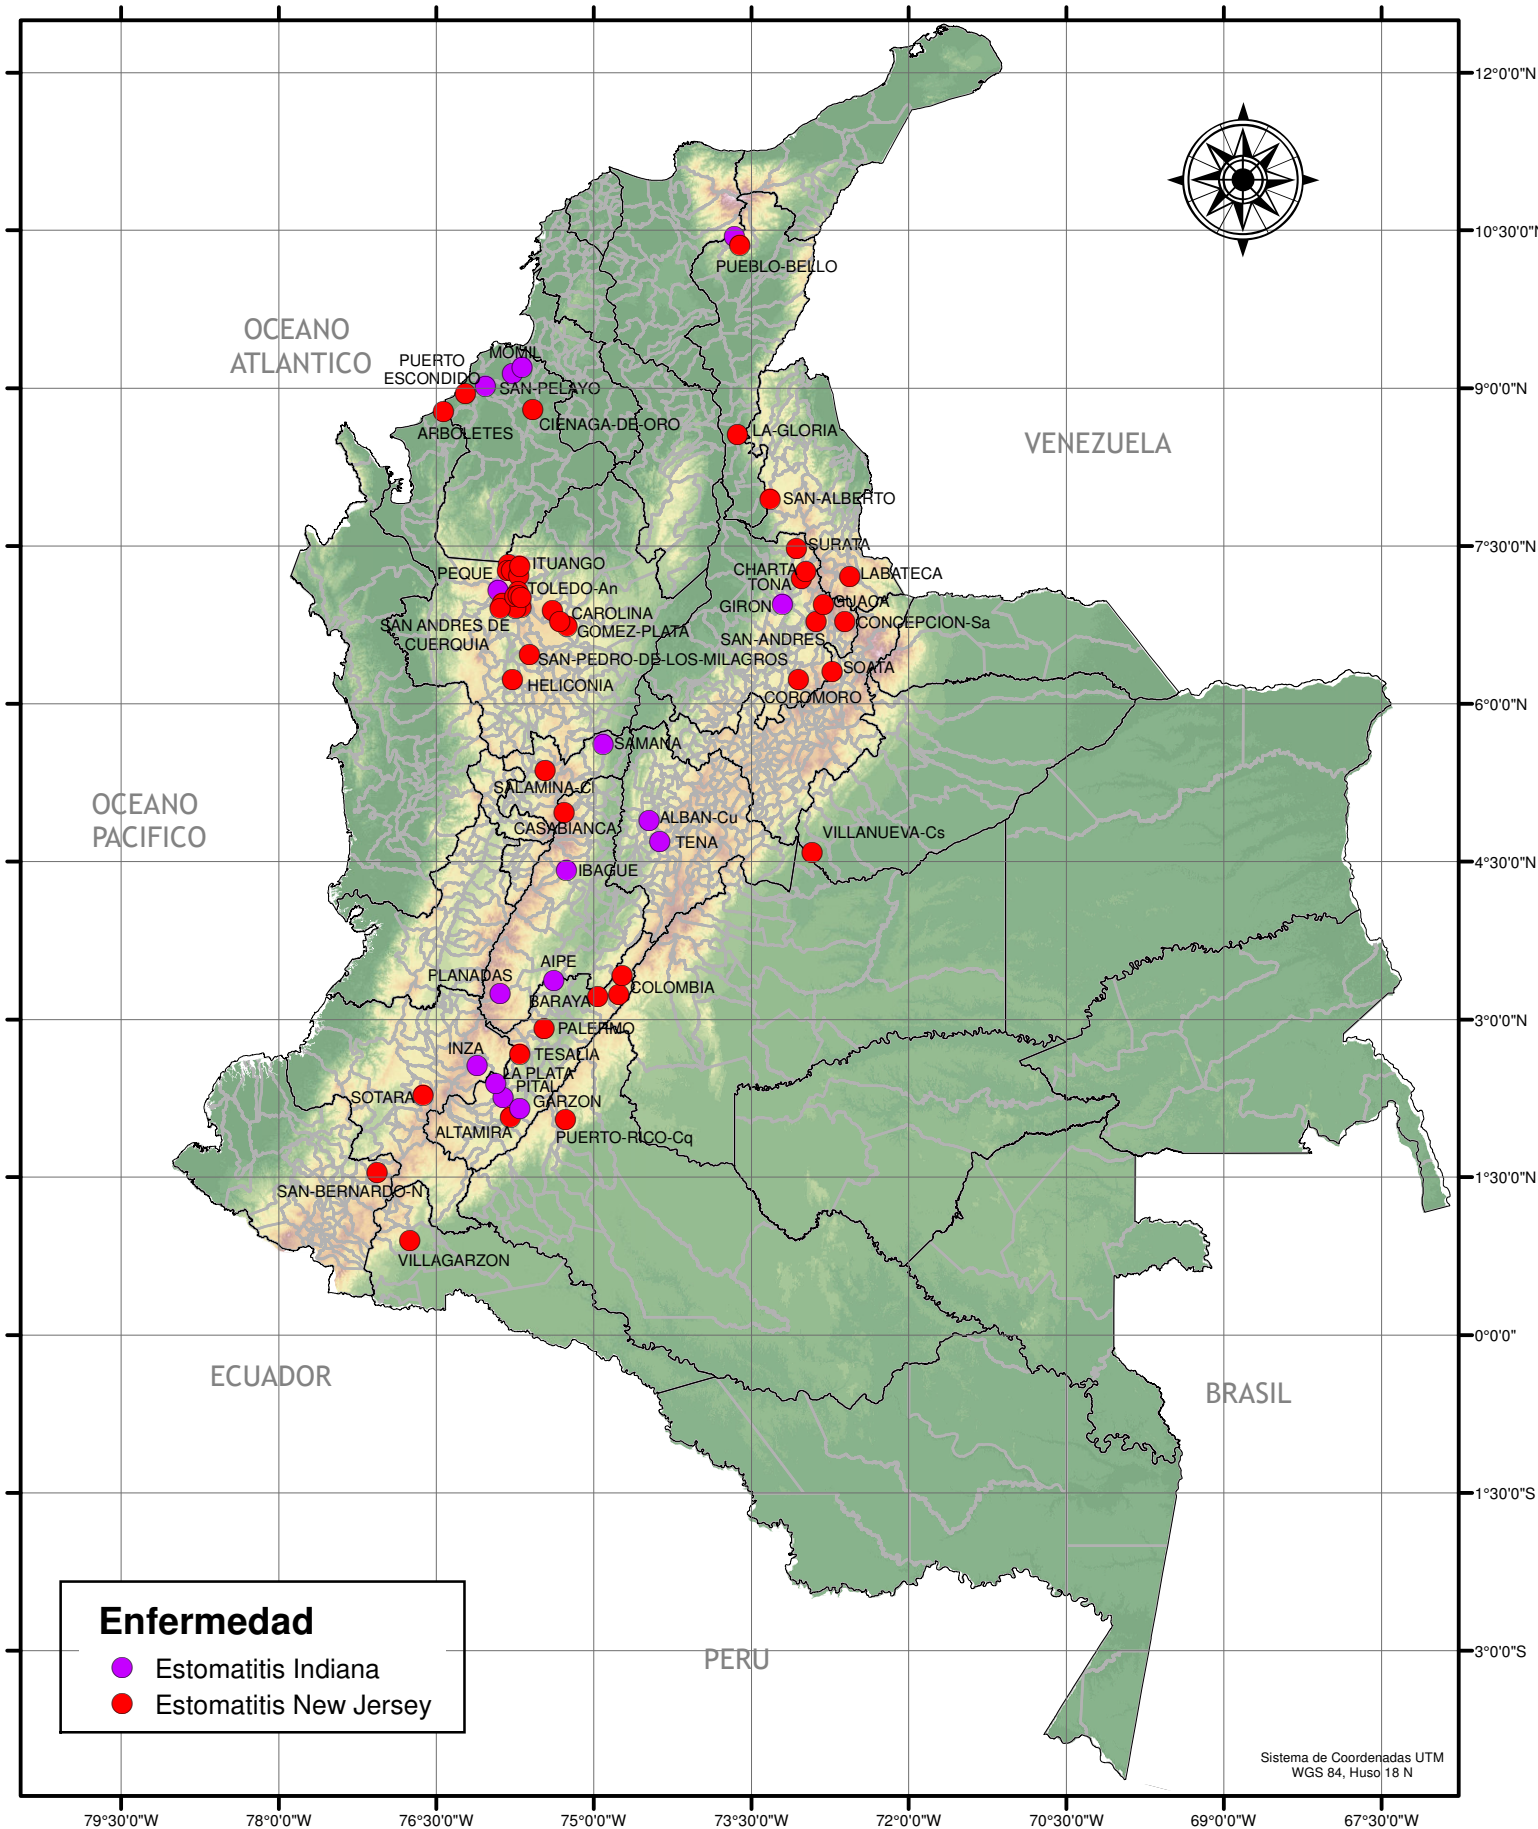 12°0'0"N
10°30'0"N
PUEBLO-BELLO
OCEANO
ATLANTICO
MOMIL
PUERTO
ESCONDIDO
SAN-PELAYO
9°0'0"N
CIENAGA-DE-ORO
ARBOLETES
LA-GLORIA
VENEZUELA
SAN-ALBERTO
SURATA
7°30'0"N
ITUANGO
PEQUE
CHARTA
LABATECA
TONA
TOLEDO-An
GIRON
GUACA
CAROLINA
CONCEPCION-Sa
SAN ANDRES DE
CUERQUIA
GOMEZ-PLATA
SAN-ANDRES
SAN-PEDRO-DE-LOS-MILAGROS
SOATA
HELICONIA
COROMORO
6°0'0"N
SAMANA
SALAMINA-Cl
OCEANO
PACIFICO
CASABIANCA
ALBAN-Cu
VILLANUEVA-Cs
TENA
4°30'0"N
IBAGUE
AIPE
PLANADAS
COLOMBIA
BARAYA
3°0'0"N
PALERMO
INZA
TESALIA
LA PLATA
PITAL
SOTARA
GARZON
ALTAMIRA
PUERTO-RICO-Cq
1°30'0"N
SAN-BERNARDO-N
VILLAGARZON
0°0'0"
ECUADOR
BRASIL
1°30'0"S
PERU
3°0'0"S
Enfermedad
Estomatitis Indiana
Estomatitis New Jersey
Sistema de Coordenadas UTM
WGS 84, Huso 18 N
79°30'0"W 78°0'0"W 76°30'0"W 75°0'0"W 73°30'0"W 72°0'0"W 70°30'0"W 69°0'0"W 67°30'0"W